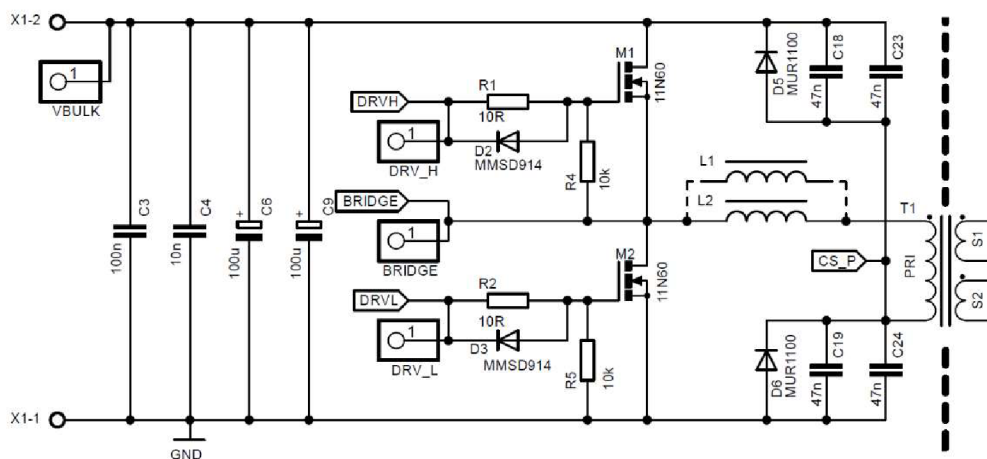 X1-2
1
VBULK
C3
100n
C4
10n
+
C6
100u
+
C9
100u
X1-1
GND
DRVH
1
DRV_H
R1
10R
D2
MMSD914
R4
10k
M1
11N60
BRIDGE
1
BRIDGE
DRVL
1
DRV_L
R2
10R
D3
MMSD914
R5
10k
M2
11N60
L1
L2
D5
MUR1100
C18
47n
C23
47n
CS_P
T1
PRI
S1
S2
D6
MUR1100
C19
47n
C24
47n